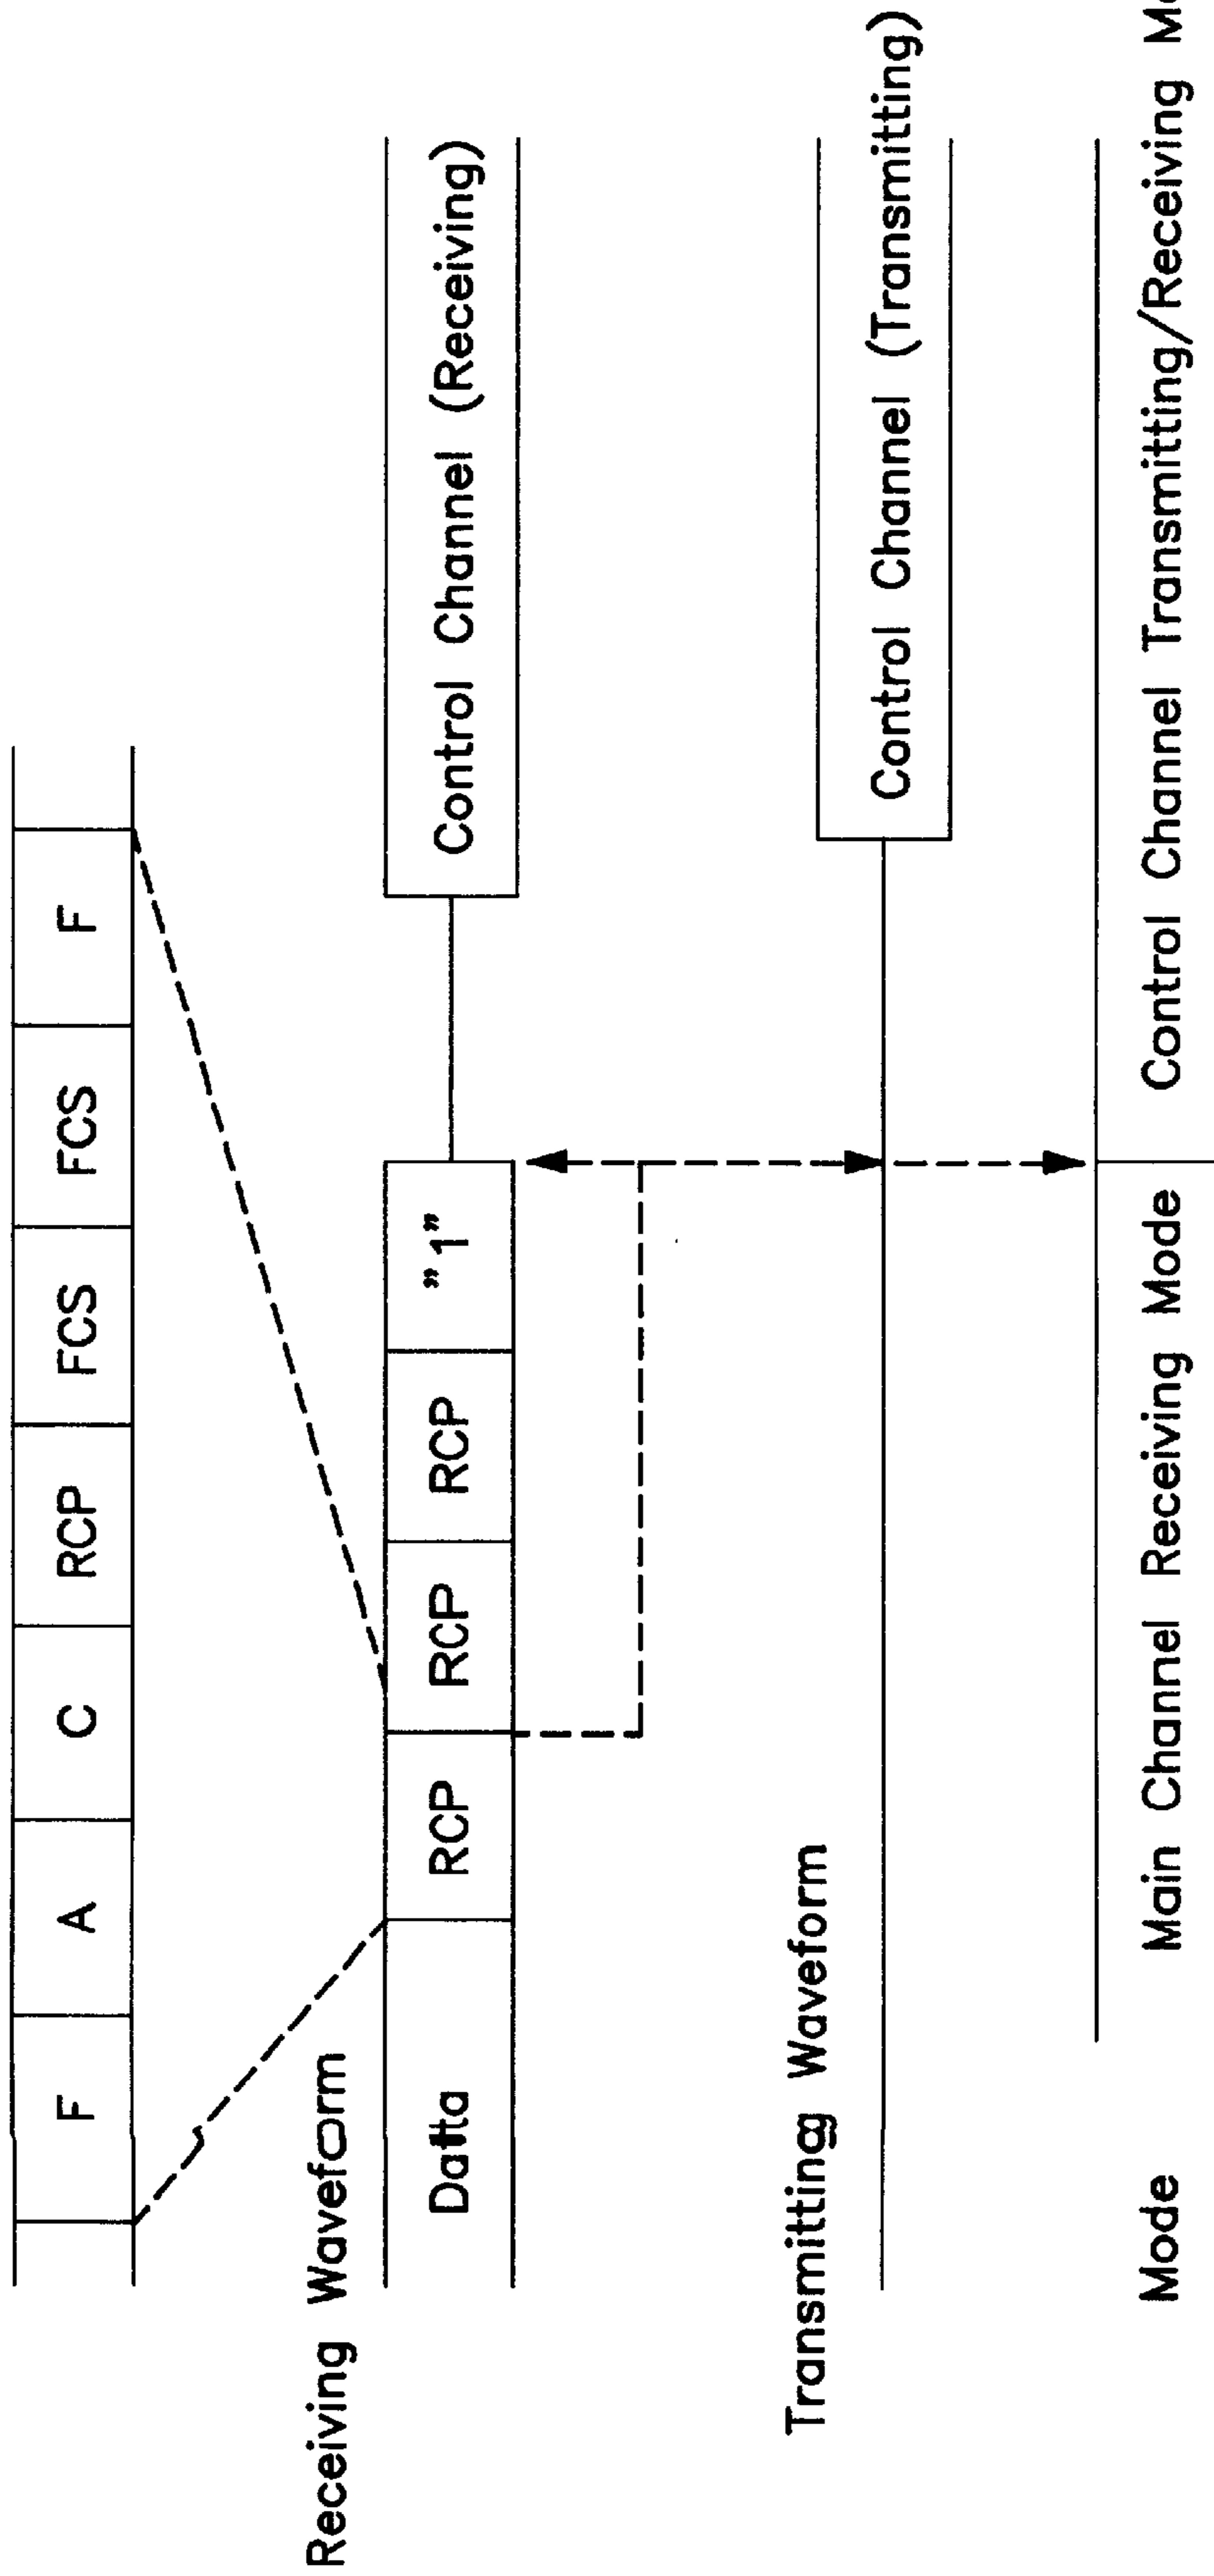 F A C RCP FCS FCS F
Receiving Waveform
Data RCP RCP RCP "1" Control Channel (Receiving)
Transmitting Waveform
Control Channel (Transmitting)
Mode Main Channel Receiving Mode Control Channel Transmitting/Receiving